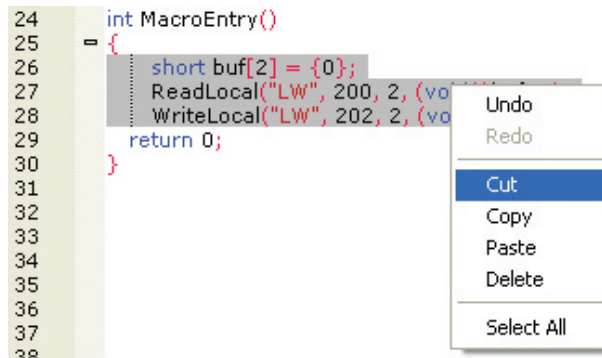 24 int MacroEntry()
25 {
26 short buf[2] = {0};
27 ReadLocal("LW", 200, 2, (vo
28 WriteLocal("LW", 202, 2, (vo
29 return 0;
30 }
31
32
33
34
35
36
37
38
Undo
Redo
Cut
Copy
Paste
Delete
Select All